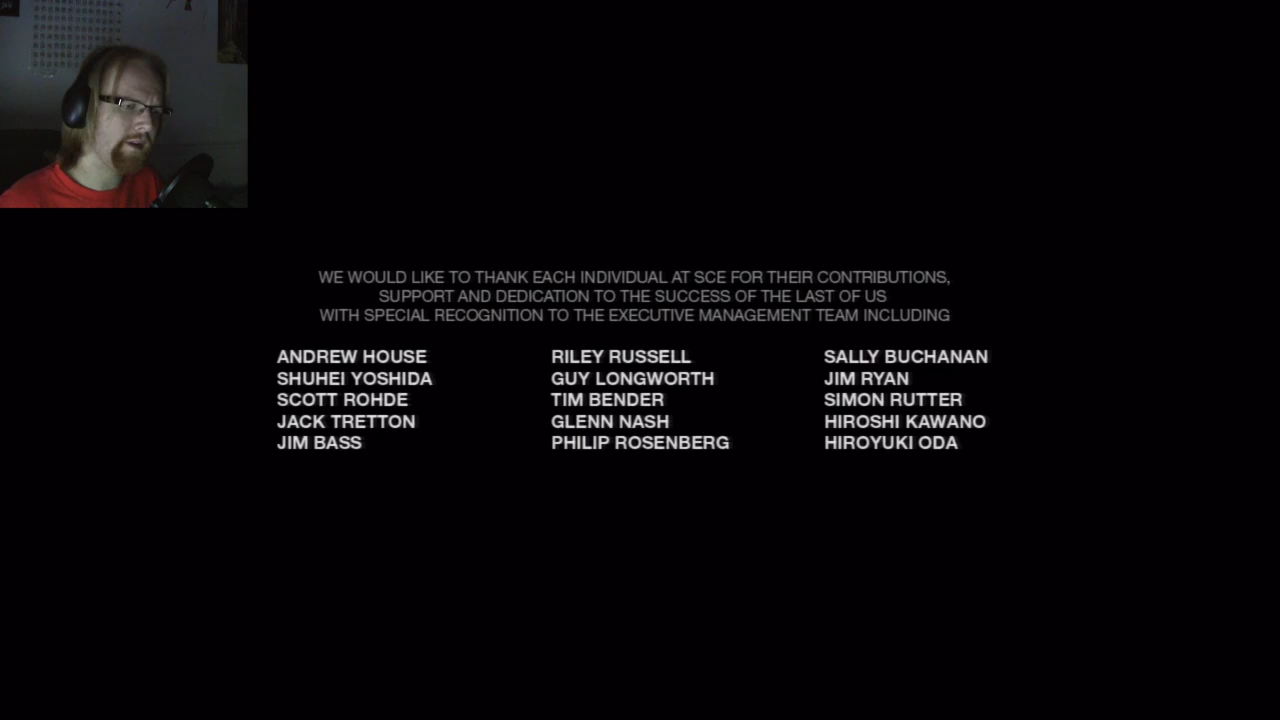 WE WOULD LIKE TO THANK EACH INDIVIDUAL AT SCE FOR THEIR CONTRIBUTIONS,
SUPPORT AND DEDICATION TO THE SUCCESS OF THE LAST OF US
WITH SPECIAL RECOGNITION TO THE EXECUTIVE MANAGEMENT TEAM INCLUDING
ANDREW HOUSE
SHUHEI YOSHIDA
SCOTT ROHDE
JACK TRETTON
JIM BASS
RILEY RUSSELL
GUY LONGWORTH
TIM BENDER
GLENN NASH
PHILIP ROSENBERG
SALLY BUCHANAN
JIM RYAN
SIMON RUTTER
HIROSHI KAWANO
HIROYUKI ODA